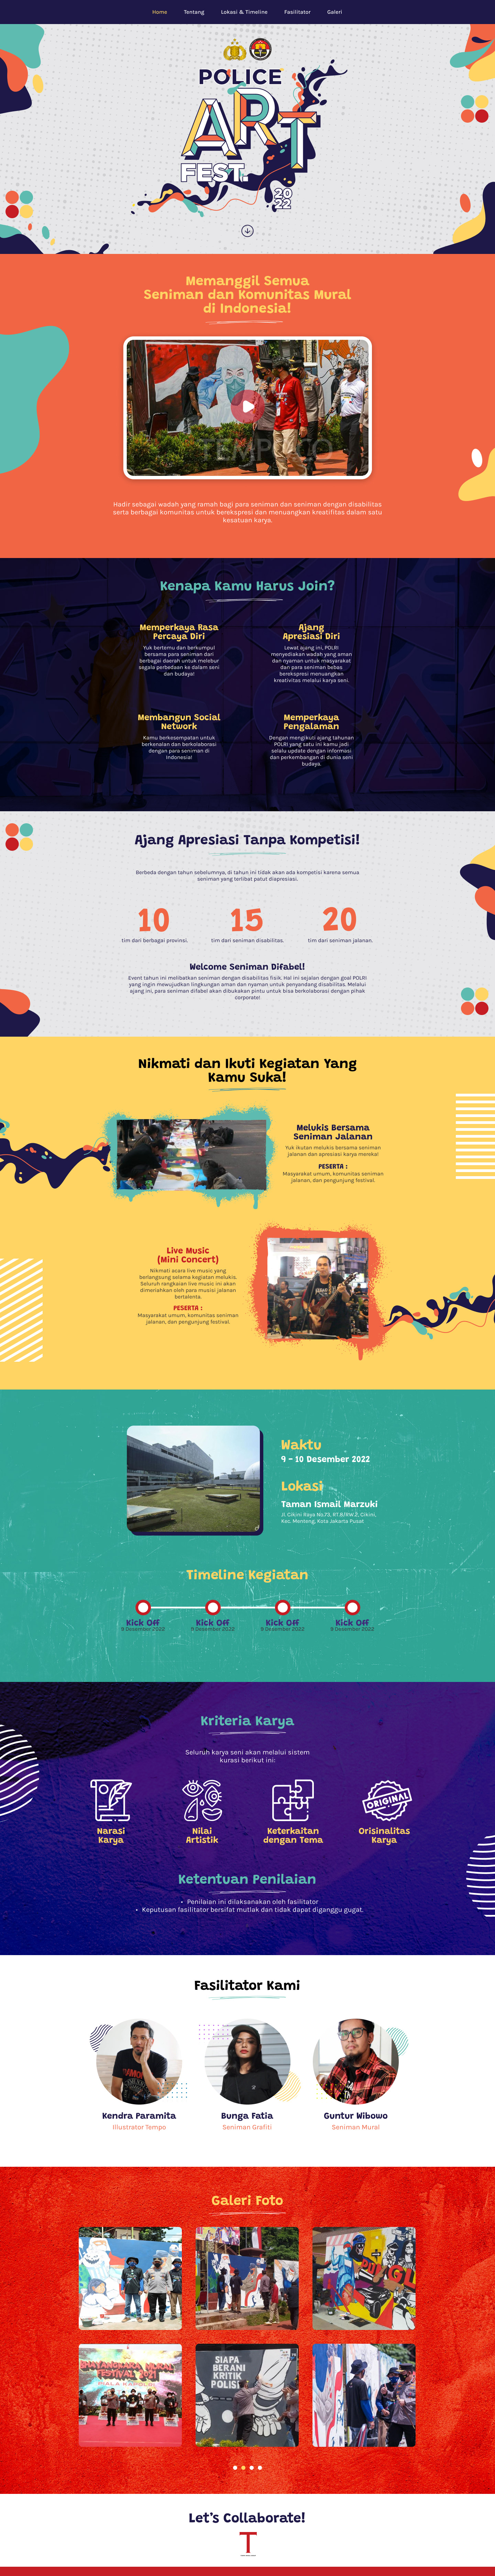 Home Tentang Lokasi & Timeline Fasilitator Galeri
POLICE
ART
FEST.
20
22
Memanggil Semua
Seniman dan Komunitas Mural
di Indonesia!
TEMPO.CO
Hadir sebagai wadah yang ramah bagi para seniman dan seniman dengan disabilitas
serta berbagai komunitas untuk berekspresi dan menuangkan kreatifitas dalam satu
kesatuan karya.
Kenapa Kamu Harus Join?
Memperkaya Rasa
Percaya Diri
Yuk bertemu dan berkumpul
bersama para seniman dari
berbagai daerah untuk melebur
segala perbedaan ke dalam seni
dan budaya!
Ajang
Apresiasi Diri
Lewat ajang ini, POLRI
menyediakan wadah yang aman
dan nyaman untuk masyarakat
dan para seniman bebas
berekspresi menuangkan
kreativitas melalui karya seni.
Membangun Social
Network
Kamu berkesempatan untuk
berkenalan dan berkolaborasi
dengan para seniman di
Indonesia!
Memperkaya
Pengalaman
Dengan mengikuti ajang tahunan
POLRI yang satu ini kamu jadi
selalu update dengan informasi
dan perkembangan di dunia seni
budaya.
Ajang Apresiasi Tanpa Kompetisi!
Berbeda dengan tahun sebelumnya, di tahun ini tidak akan ada kompetisi karena semua
seniman yang terlibat patut diapresiasi.
10
tim dari berbagai provinsi.
15
tim dari seniman disabilitas.
20
tim dari seniman jalanan.
Welcome Seniman Difabel!
Event tahun ini melibatkan seniman dengan disabilitas fisik. Hal ini sejalan dengan goal POLRI
yang ingin mewujudkan lingkungan aman dan nyaman untuk penyandang disabilitas. Melalui
ajang ini, para seniman difabel akan dibukakan pintu untuk bisa berkolaborasi dengan pihak
corporate!
Nikmati dan Ikuti Kegiatan Yang
Kamu Suka!
Melukis Bersama
Seniman Jalanan
Yuk ikutan melukis bersama seniman
jalanan dan apresiasi karya mereka!
PESERTA :
Masyarakat umum, komunitas seniman
jalanan, dan pengunjung festival.
Live Music
(Mini Concert)
Nikmati acara live music yang
berlangsung selama kegiatan melukis.
Seluruh rangkaian live music ini akan
dimeriahkan oleh para musisi jalanan
bertalenta.
PESERTA :
Masyarakat umum, komunitas seniman
jalanan, dan pengunjung festival.
Waktu
9 - 10 Desember 2022
Lokasi
Taman Ismail Marzuki
Jl. Cikini Raya No.73, RT.8/RW.2, Cikini,
Kec. Menteng, Kota Jakarta Pusat
Timeline Kegiatan
Kick Off
9 Desember 2022
Kick Off
9 Desember 2022
Kick Off
9 Desember 2022
Kick Off
9 Desember 2022
Kriteria Karya
Seluruh karya seni akan melalui sistem
kurasi berikut ini:
ORIGINAL
Narasi
Karya
Nilai
Artistik
Keterkaitan
dengan Tema
Orisinalitas
Karya
Ketentuan Penilaian
• Penilaian ini dilaksanakan oleh fasilitator
• Keputusan fasilitator bersifat mutlak dan tidak dapat diganggu gugat.
Fasilitator Kami
Kendra Paramita
Illustrator Tempo
Bunga Fatia
Seniman Grafiti
Guntur Wibowo
Seniman Mural
Galeri Foto
SIAPA
BERANI
KRITIK
POLISI
Let's Collaborate!
T